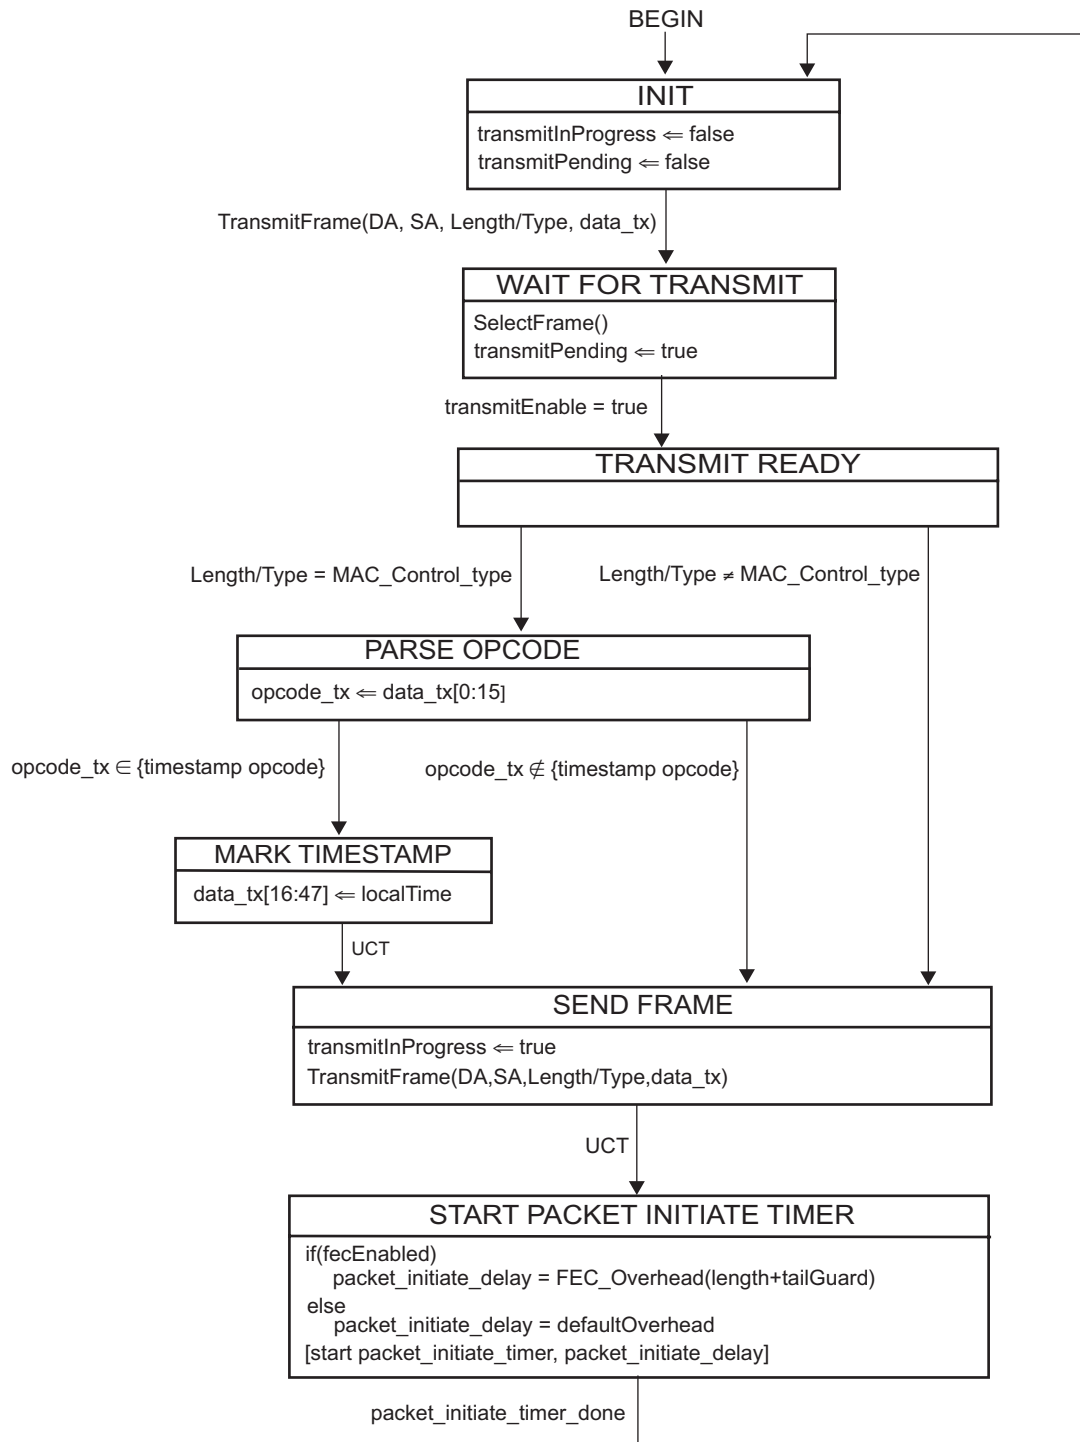 BEGIN
INIT
transmitInProgress ⇐ false
transmitPending ⇐ false
TransmitFrame(DA, SA, Length/Type, data_tx)
WAIT FOR TRANSMIT
SelectFrame()
transmitPending ⇐ true
transmitEnable = true
TRANSMIT READY
Length/Type = MAC_Control_type
Length/Type ≠ MAC_Control_type
PARSE OPCODE
opcode_tx ⇐ data_tx[0:15]
opcode_tx ∈ {timestamp opcode}
opcode_tx ∉ {timestamp opcode}
MARK TIMESTAMP
data_tx[16:47] ⇐ localTime
UCT
SEND FRAME
transmitInProgress ⇐ true
TransmitFrame(DA,SA,Length/Type,data_tx)
UCT
START PACKET INITIATE TIMER
if(fecEnabled)
packet_initiate_delay = FEC_Overhead(length+tailGuard)
else
packet_initiate_delay = defaultOverhead
[start packet_initiate_timer, packet_initiate_delay]
packet_initiate_timer_done